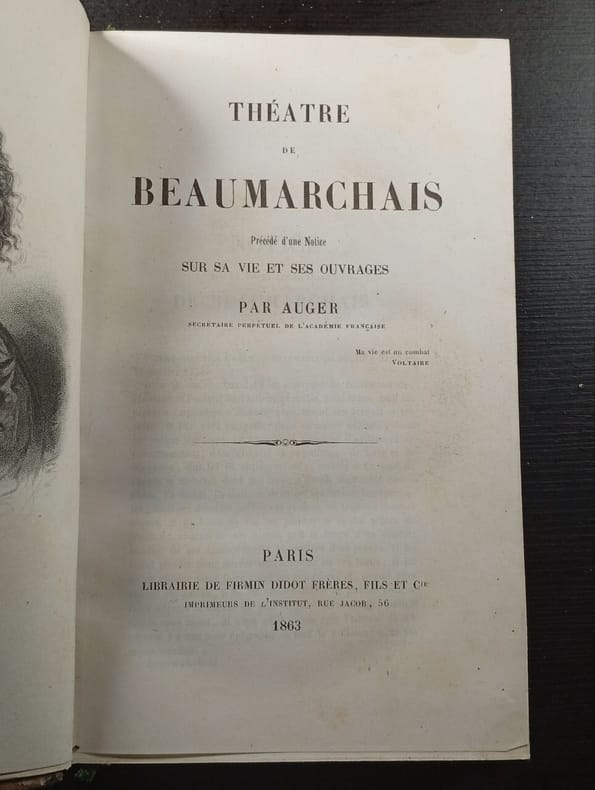 THÉATRE
DE
BEAUMARCHAIS
Précédé d'une Notice
SUR SA VIE ET SES OUVRAGES
PAR AUGER
SECRETAIRE PERPÉTUEL DE L'ACADÉMIE FRANÇAISE
Ma vie est un combat
VOLTAIRE
PARIS
LIBRAIRIE DE FIRMIN DIDOT FRÈRES, FILS ET Cie
IMPRIMEURS DE L'INSTITUT, RUE JACOB, 56
1863